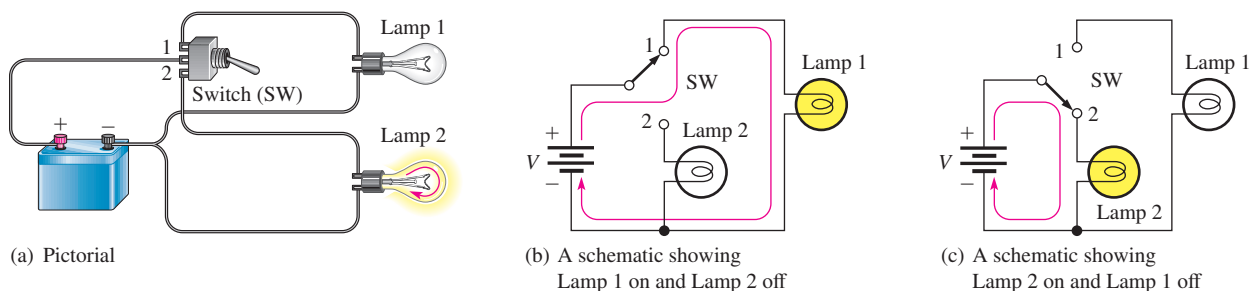 1
2
Switch (SW)
Lamp 1
+ −
Lamp 2
(a) Pictorial
1
SW
2
Lamp 1
Lamp 2
+
V
−
(b) A schematic showing
Lamp 1 on and Lamp 2 off
1
SW
2
Lamp 1
+
V
−
Lamp 2
(c) A schematic showing
Lamp 2 on and Lamp 1 off